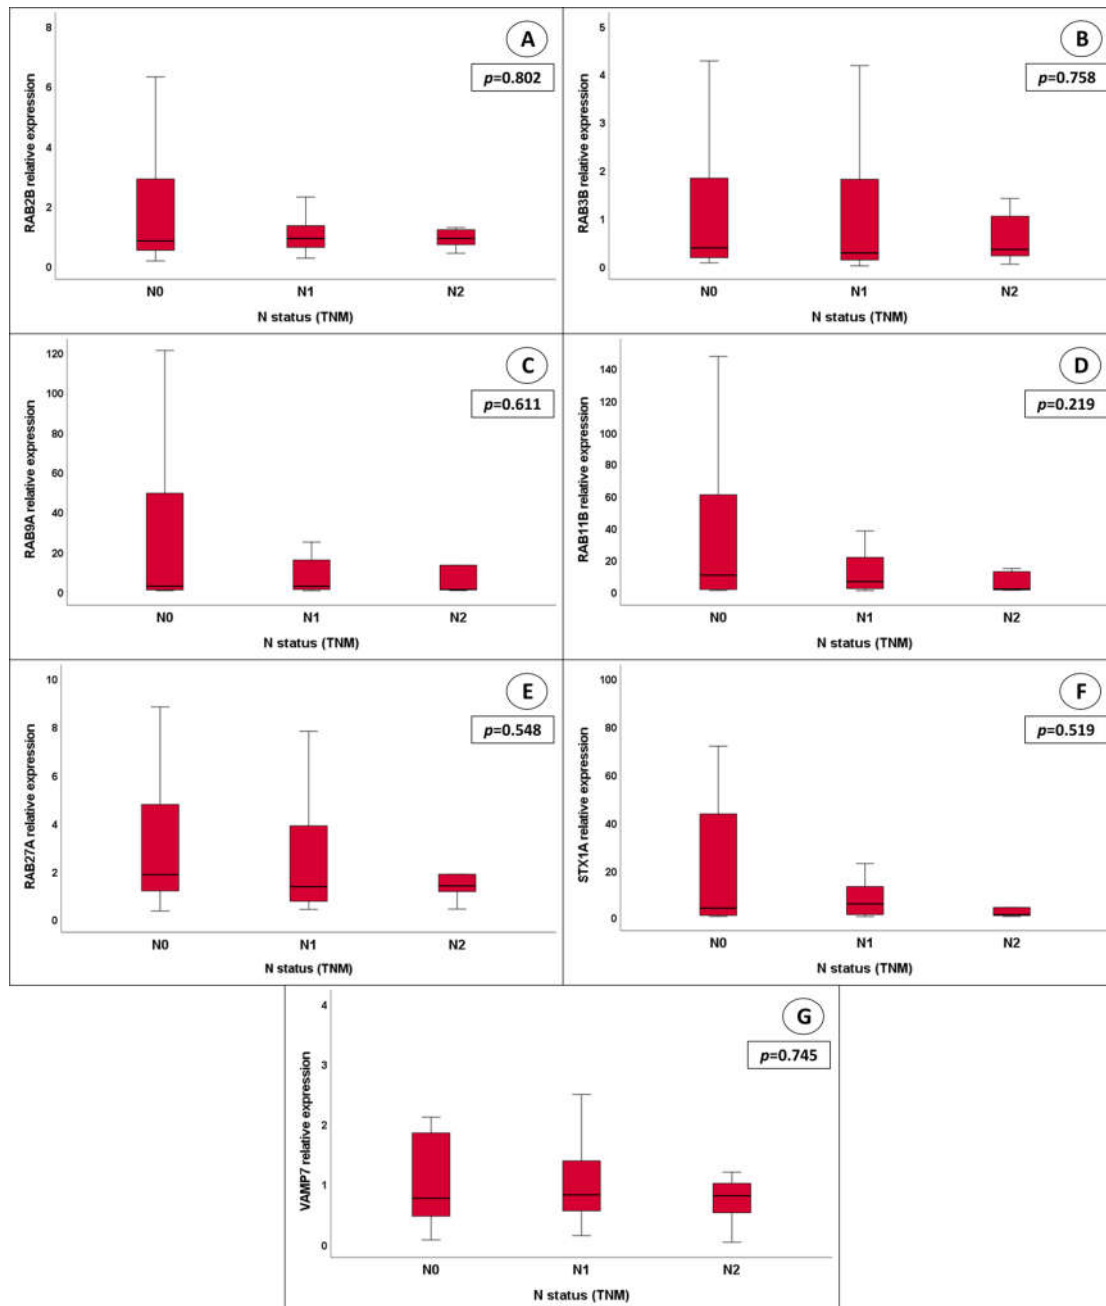 A
p=0.802
RAB2B relative expression
8
6
4
2
0
N0 N1 N2
N status (TNM)
B
p=0.758
RAB3B relative expression
5
4
3
2
1
0
N0 N1 N2
N status (TNM)
C
p=0.611
RAB9A relative expression
120
100
80
60
40
20
0
N0 N1 N2
N status (TNM)
D
p=0.219
RAB11B relative expression
140
120
100
80
60
40
20
0
N0 N1 N2
N status (TNM)
E
p=0.548
RAB27A relative expression
10
8
6
4
2
0
N0 N1 N2
N status (TNM)
F
p=0.519
STX1A relative expression
100
80
60
40
20
0
N0 N1 N2
N status (TNM)
G
p=0.745
VAMP7 relative expression
4
3
2
1
0
N0 N1 N2
N status (TNM)